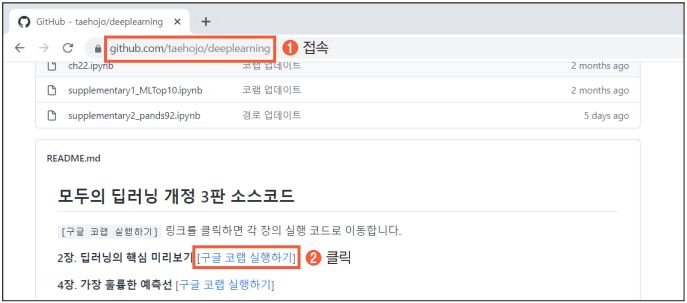 GitHub - taehojo/deeplearning
github.com/taehojo/deeplearning ❶ 접속
ch22.ipynb 코랩 업데이트 2 months ago
supplementary1_MLTop10.ipynb 코램 업데이트 2 months ago
supplementary2_pands92.ipynb 경로 업데이트 5 days ago
README.md
모두의 딥러닝 개정 3판 소스코드
[구글 코랩 실행하기] 링크를 클릭하면 각 장의 실행 코드로 이동합니다.
2장. 딥러닝의 핵심 미리보기 [구글 코랩 실행하기] ❷ 클릭
4장. 가장 훌륭한 예측선 [구글 코랩 실행하기]